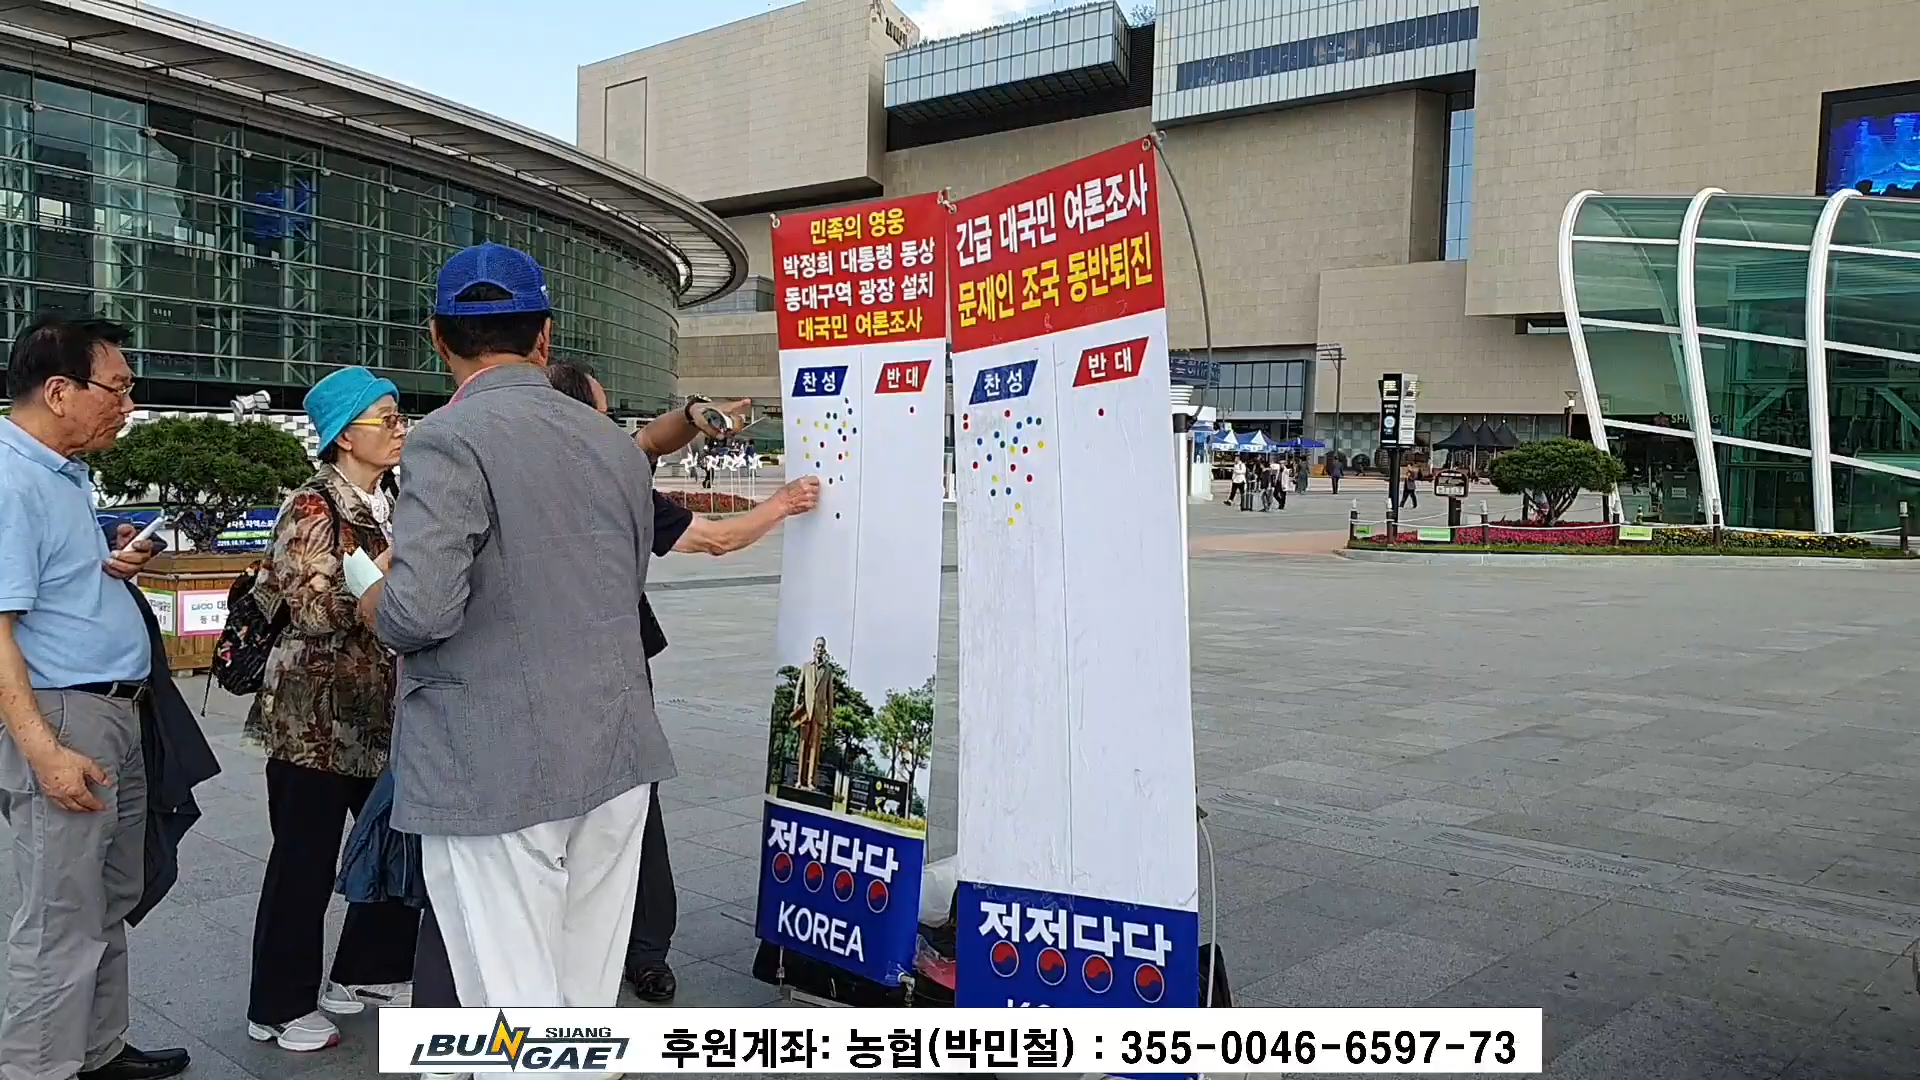 민족의 영웅
박정희 대통령 동상
동대구역 광장 설치
대국민 여론조사
찬성
반대
저저다다
KOREA
긴급 대국민 여론조사
문재인 조국 동반퇴진
찬성
반대
저저다다
BUNGAE
SIJANG
후원계좌: 농협(박민철) : 355-0046-6597-73